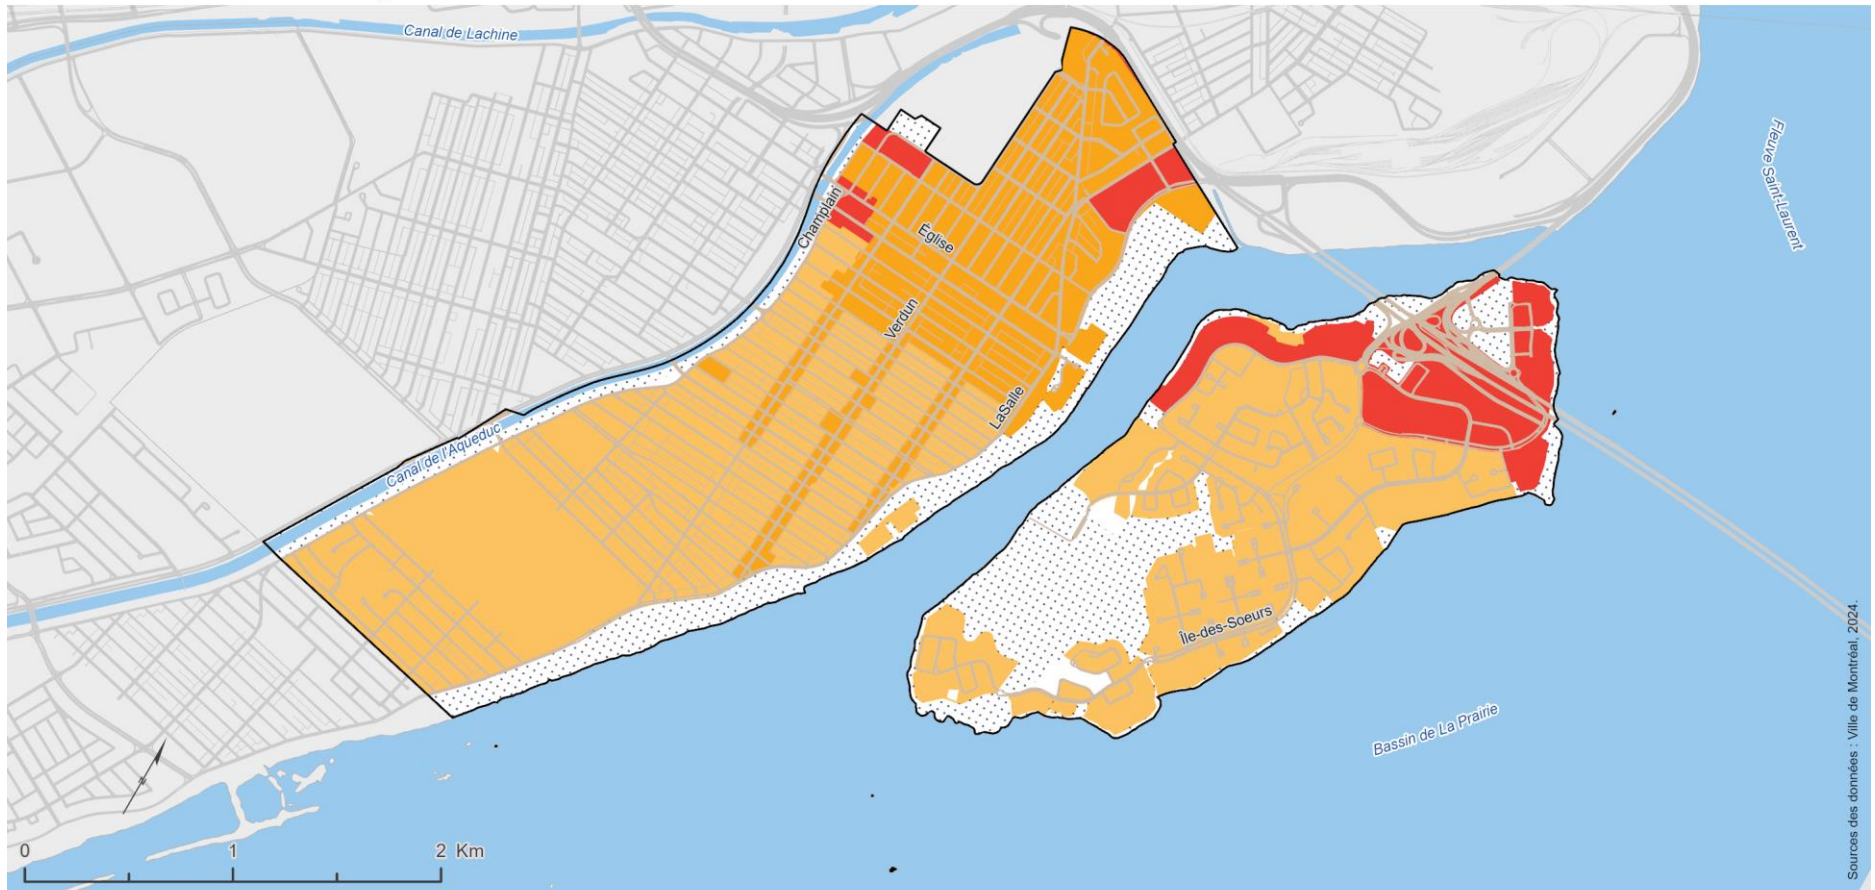 Canal de Lachine
Fleuve Saint-Laurent
Champlain
Église
Verdun
LaSalle
Canal de l'Aqueduc
Île-des-Soeurs
Bassin de La Prairie
N
0 1 2 Km
Sources des données : Ville de Montréal, 2024.